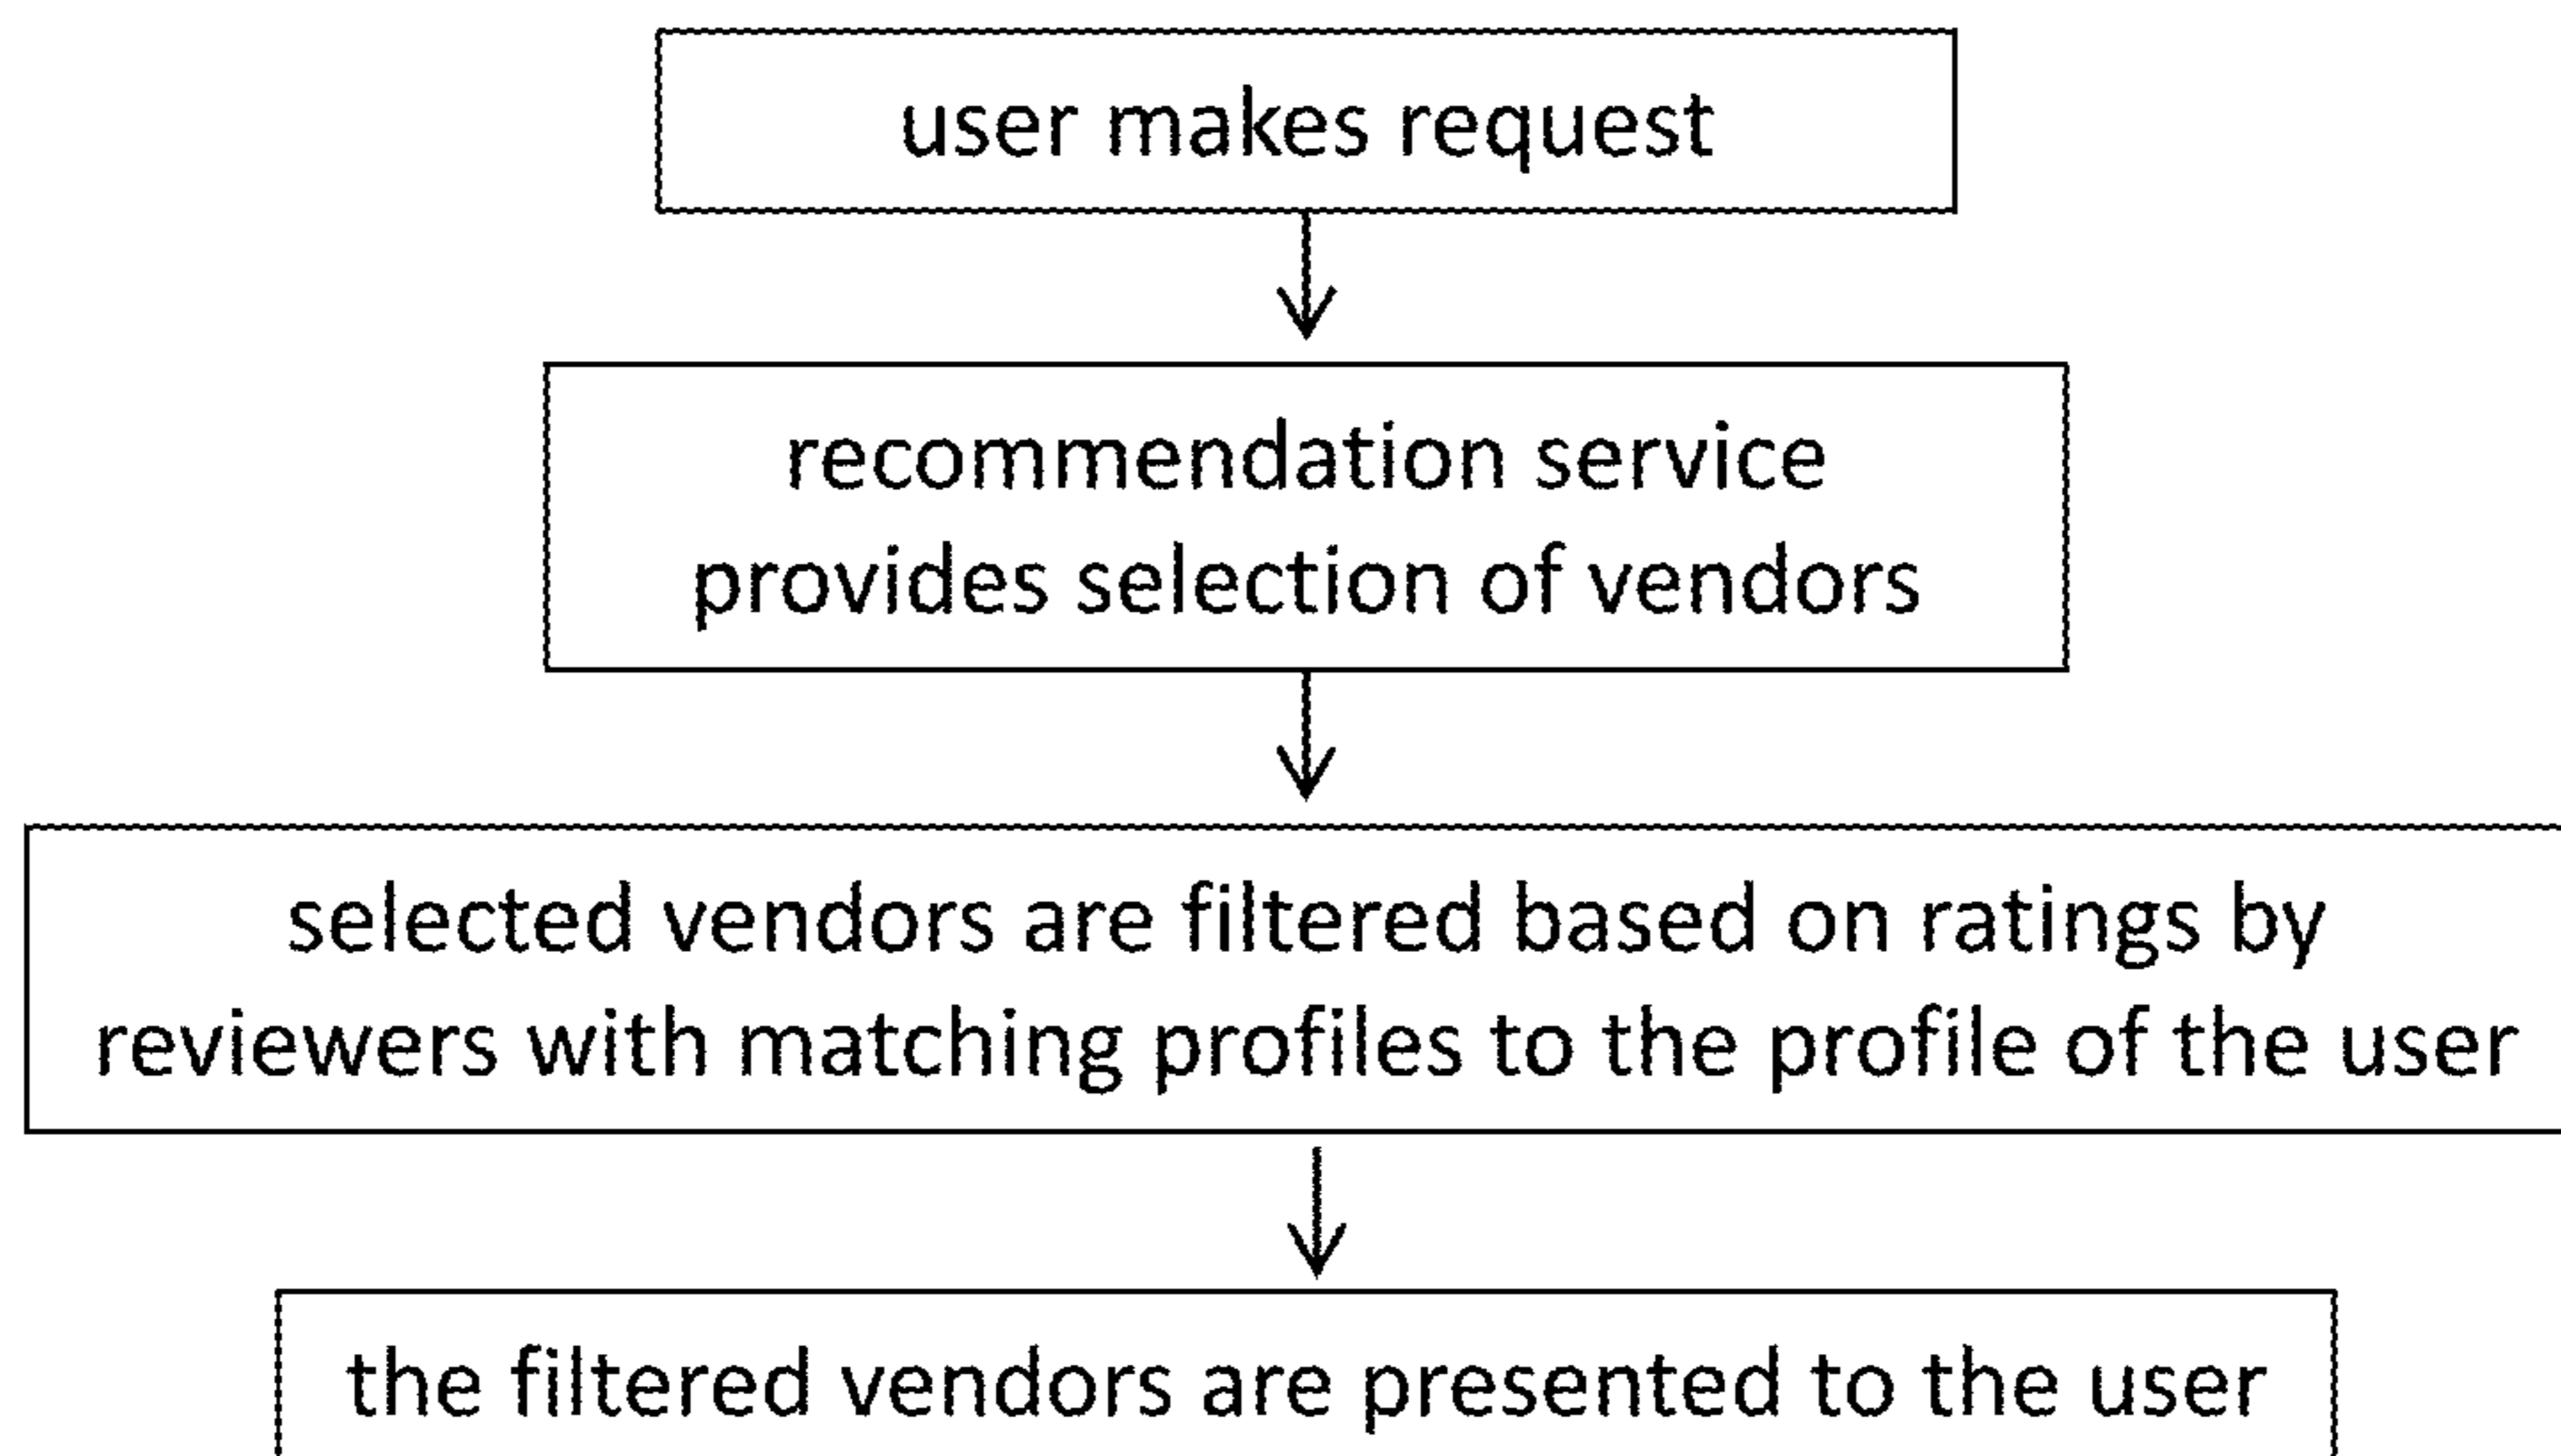 user makes request
recommendation service
provides selection of vendors
selected vendors are filtered based on ratings by
reviewers with matching profiles to the profile of the user
the filtered vendors are presented to the user